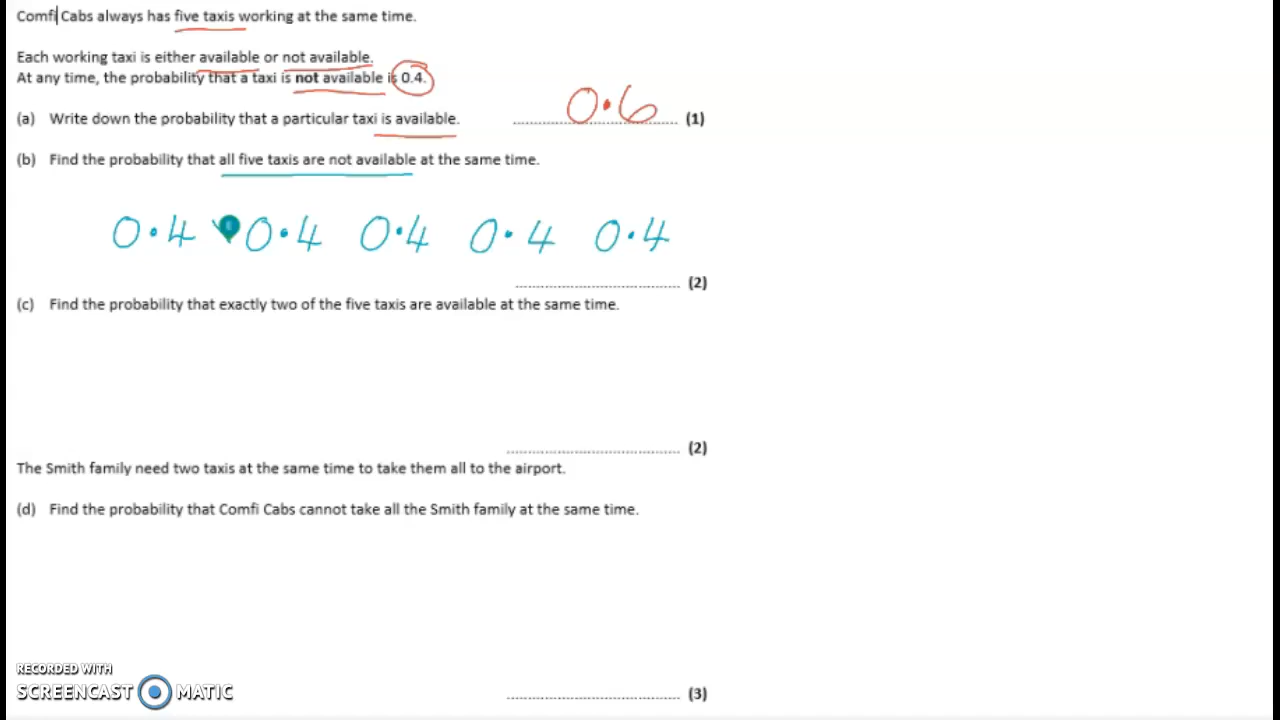 Comfi Cabs always has five taxis working at the same time.
Each working taxi is either available or not available.
At any time, the probability that a taxi is not available is 0.4.
(a) Write down the probability that a particular taxi is available. 0.6 (1)
(b) Find the probability that all five taxis are not available at the same time.
0.4 0.4 0.4 0.4 0.4
(2)
(c) Find the probability that exactly two of the five taxis are available at the same time.
(2)
The Smith family need two taxis at the same time to take them all to the airport.
(d) Find the probability that Comfi Cabs cannot take all the Smith family at the same time.
RECORDED WITH
SCREENCAST MATIC
(3)